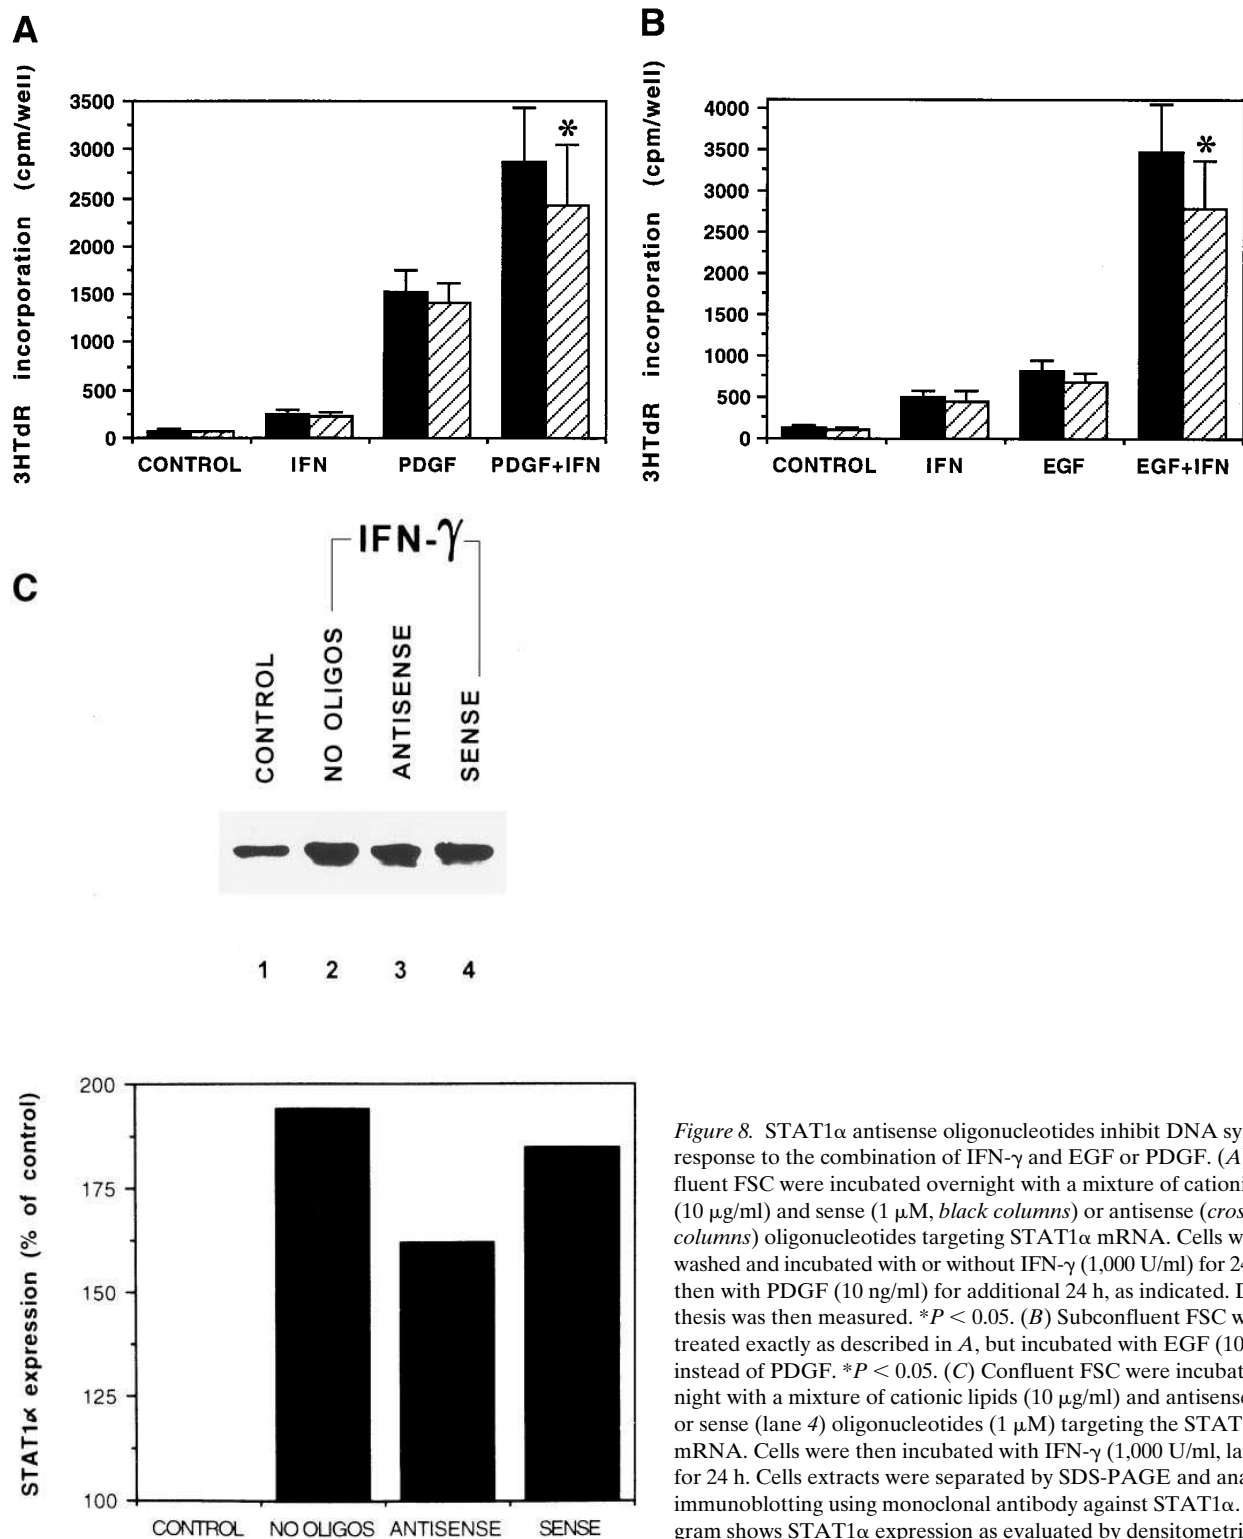 A
B
3HTdR incorporation (cpm/well)
3500
3000
2500
2000
1500
1000
500
0
*
CONTROL IFN PDGF PDGF+IFN
3HTdR incorporation (cpm/well)
4000
3500
3000
2500
2000
1500
1000
500
0
*
CONTROL IFN EGF EGF+IFN
C
IFN-γ
CONTROL
NO OLIGOS
ANTISENSE
SENSE
1 2 3 4
STAT1α expression (% of control)
200
175
150
125
100
CONTROL NO OLIGOS ANTISENSE SENSE
Figure 8. STAT1α antisense oligonucleotides inhibit DNA sy
response to the combination of IFN-γ and EGF or PDGF. (A
fluent FSC were incubated overnight with a mixture of cationi
(10 μg/ml) and sense (1 μM, black columns) or antisense (cros
columns) oligonucleotides targeting STAT1α mRNA. Cells w
washed and incubated with or without IFN-γ (1,000 U/ml) for 24
then with PDGF (10 ng/ml) for additional 24 h, as indicated. D
thesis was then measured. *P < 0.05. (B) Subconfluent FSC w
treated exactly as described in A, but incubated with EGF (10
instead of PDGF. *P < 0.05. (C) Confluent FSC were incubat
night with a mixture of cationic lipids (10 μg/ml) and antisense
or sense (lane 4) oligonucleotides (1 μM) targeting the STAT
mRNA. Cells were then incubated with IFN-γ (1,000 U/ml, la
for 24 h. Cells extracts were separated by SDS-PAGE and ana
immunoblotting using monoclonal antibody against STAT1α.
gram shows STAT1α expression as evaluated by densitometri